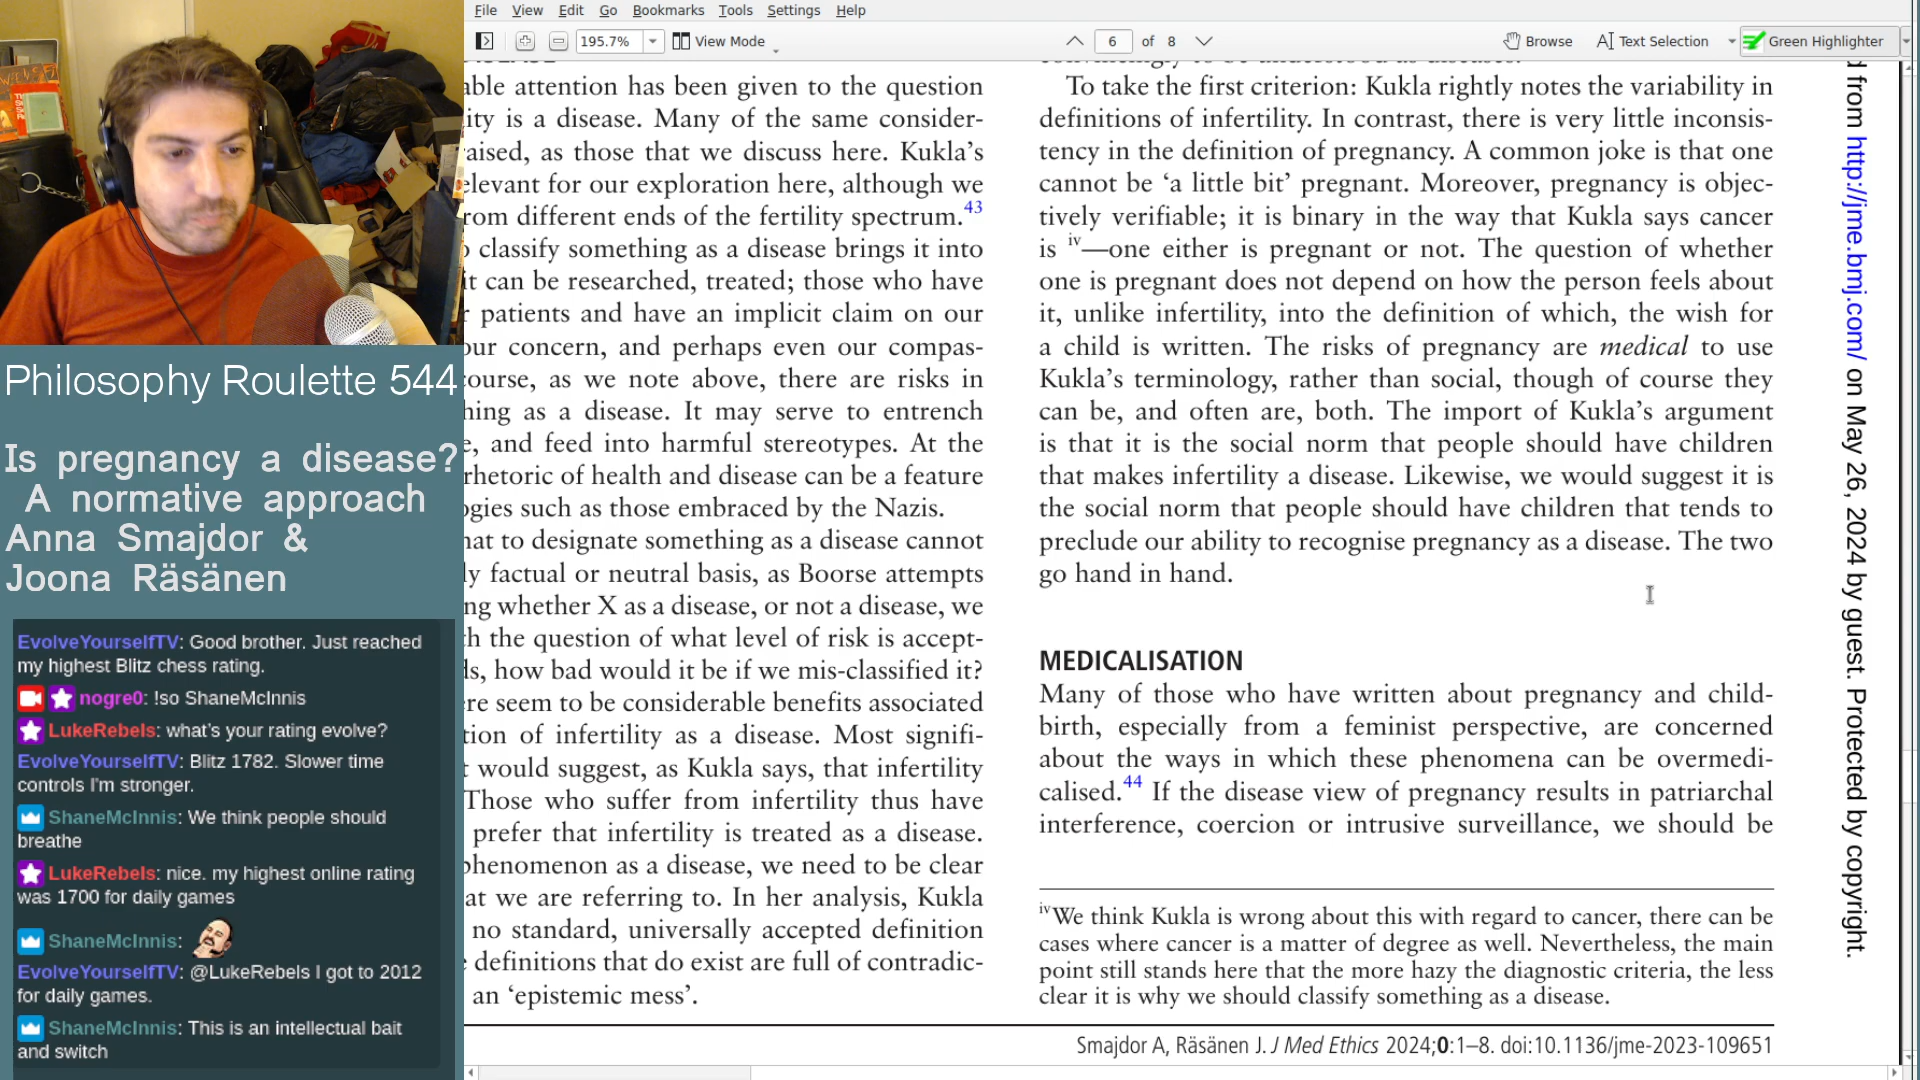 File View Edit Go Bookmarks Tools Settings Help
195.7% View Mode 6 of 8 Browse Text Selection Green Highlighter
able attention has been given to the question
ity is a disease. Many of the same consider-
aised, as those that we discuss here. Kukla's
elevant for our exploration here, although we
rom different ends of the fertility spectrum.43
classify something as a disease brings it into
t can be researched, treated; those who have
r patients and have an implicit claim on our
our concern, and perhaps even our compas-
course, as we note above, there are risks in
hing as a disease. It may serve to entrench
e, and feed into harmful stereotypes. At the
rhetoric of health and disease can be a feature
ogies such as those embraced by the Nazis.
hat to designate something as a disease cannot
ly factual or neutral basis, as Boorse attempts
ng whether X as a disease, or not a disease, we
h the question of what level of risk is accept-
ls, how bad would it be if we mis-classified it?
re seem to be considerable benefits associated
tion of infertility as a disease. Most signifi-
t would suggest, as Kukla says, that infertility
Those who suffer from infertility thus have
prefer that infertility is treated as a disease.
phenomenon as a disease, we need to be clear
at we are referring to. In her analysis, Kukla
no standard, universally accepted definition
e definitions that do exist are full of contradic-
an 'epistemic mess'.
To take the first criterion: Kukla rightly notes the variability in
definitions of infertility. In contrast, there is very little inconsis-
tency in the definition of pregnancy. A common joke is that one
cannot be 'a little bit' pregnant. Moreover, pregnancy is objec-
tively verifiable; it is binary in the way that Kukla says cancer
is iv—one either is pregnant or not. The question of whether
one is pregnant does not depend on how the person feels about
it, unlike infertility, into the definition of which, the wish for
a child is written. The risks of pregnancy are medical to use
Kukla's terminology, rather than social, though of course they
can be, and often are, both. The import of Kukla's argument
is that it is the social norm that people should have children
that makes infertility a disease. Likewise, we would suggest it is
the social norm that people should have children that tends to
preclude our ability to recognise pregnancy as a disease. The two
go hand in hand.
MEDICALISATION
Many of those who have written about pregnancy and child-
birth, especially from a feminist perspective, are concerned
about the ways in which these phenomena can be overmedi-
calised.44 If the disease view of pregnancy results in patriarchal
interference, coercion or intrusive surveillance, we should be
ivWe think Kukla is wrong about this with regard to cancer, there can be
cases where cancer is a matter of degree as well. Nevertheless, the main
point still stands here that the more hazy the diagnostic criteria, the less
clear it is why we should classify something as a disease.
Smajdor A, Räsänen J. J Med Ethics 2024;0:1–8. doi:10.1136/jme-2023-109651
d from http://jme.bmj.com/ on May 26, 2024 by guest. Protected by copyright.
Philosophy Roulette 544
Is pregnancy a disease?
A normative approach
Anna Smajdor &
Joona Räsänen
EvolveYourselfTV: Good brother. Just reached
my highest Blitz chess rating.
nogre0: !so ShaneMcInnis
LukeRebels: what's your rating evolve?
EvolveYourselfTV: Blitz 1782. Slower time
controls I'm stronger.
ShaneMcInnis: We think people should
breathe
LukeRebels: nice. my highest online rating
was 1700 for daily games
ShaneMcInnis:
EvolveYourselfTV: @LukeRebels I got to 2012
for daily games.
ShaneMcInnis: This is an intellectual bait
and switch